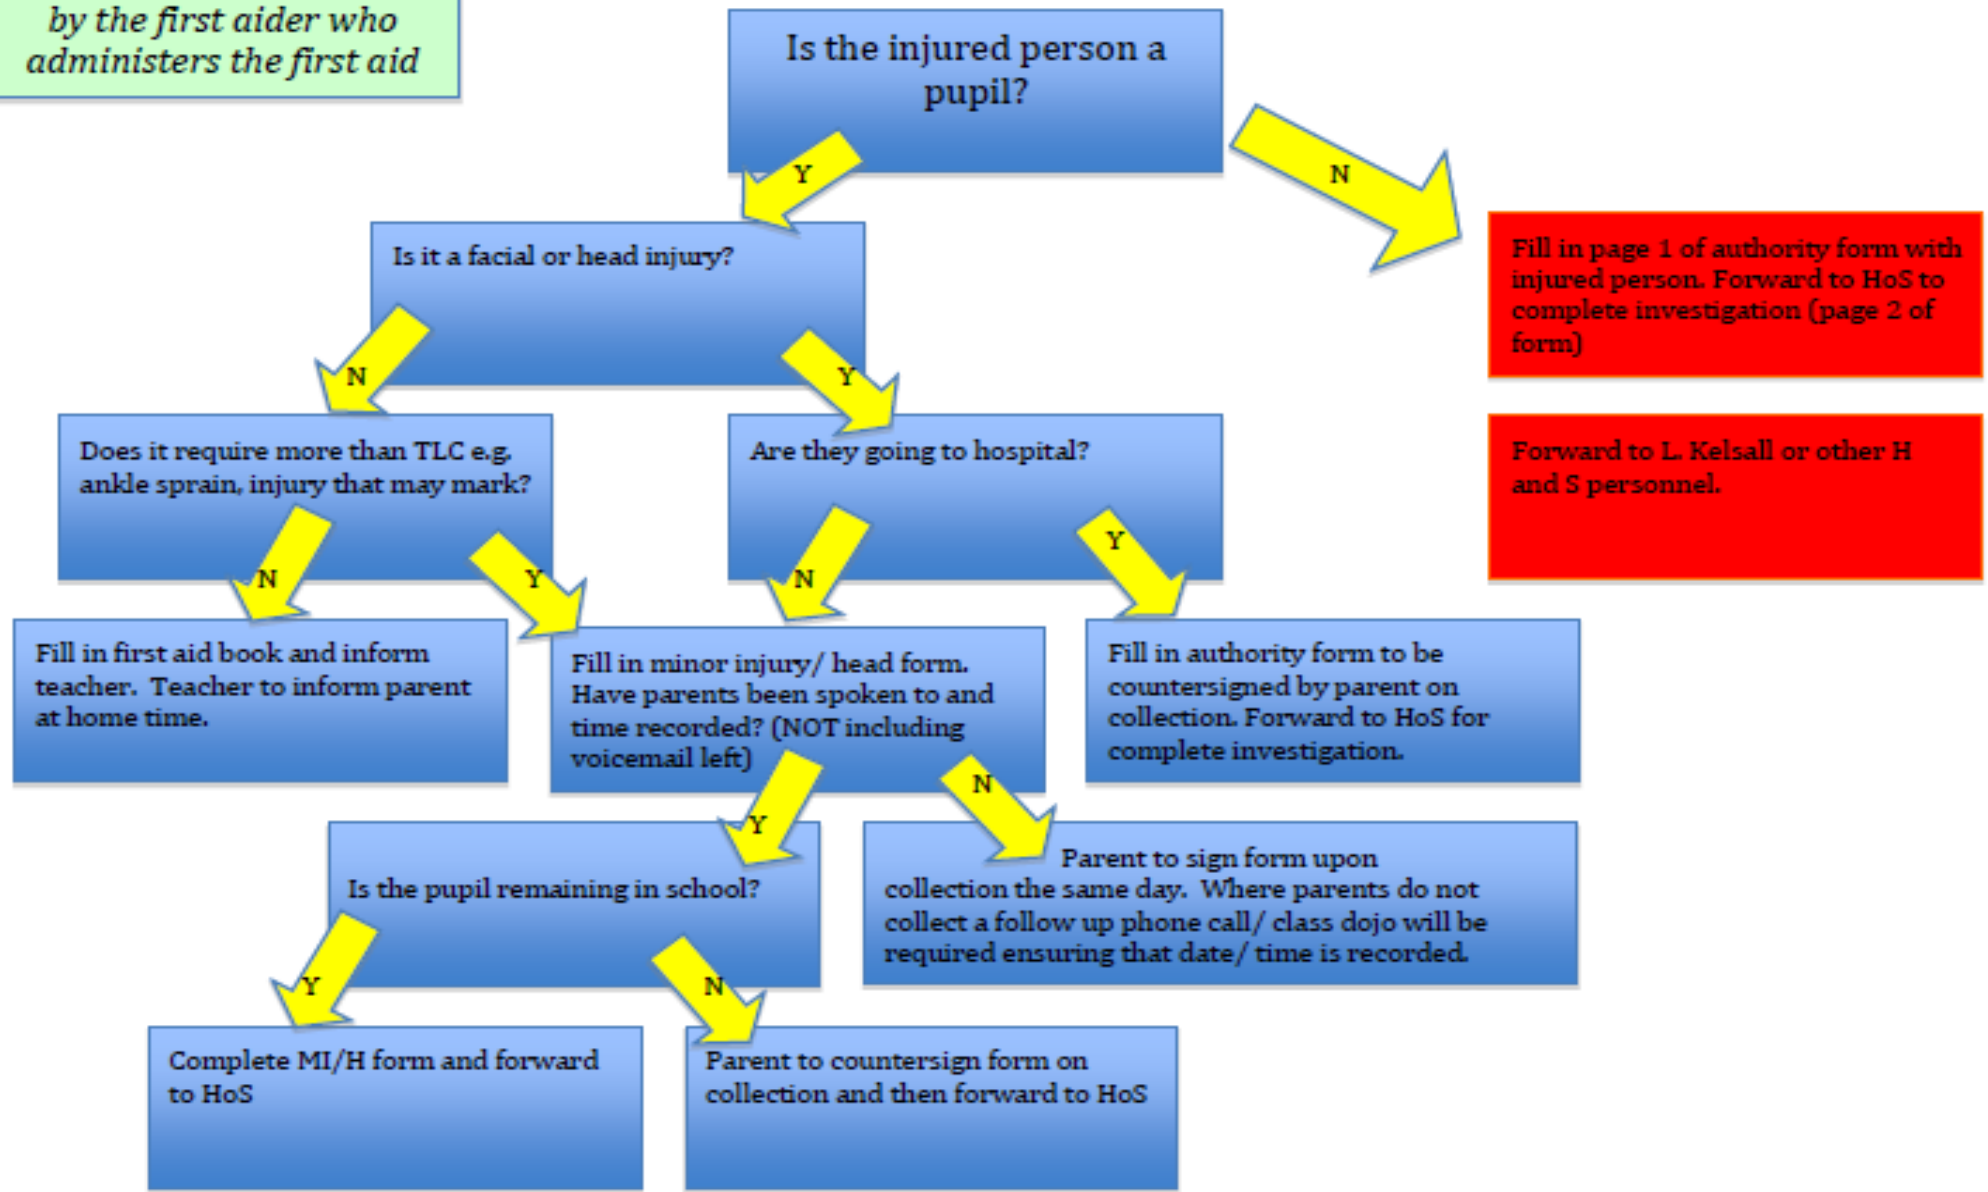 by the first aider who
administers the first aid
Is the injured person a
pupil?
Y
N
Is it a facial or head injury?
Fill in page 1 of authority form with
injured person. Forward to HoS to
complete investigation (page 2 of
form)
N
Y
Does it require more than TLC e.g.
ankle sprain, injury that may mark?
Are they going to hospital?
Forward to L. Kelsall or other H
and S personnel.
N
Y
N
Y
Fill in first aid book and inform
teacher. Teacher to inform parent
at home time.
Fill in minor injury/ head form.
Have parents been spoken to and
time recorded? (NOT including
voicemail left)
Fill in authority form to be
countersigned by parent on
collection. Forward to HoS for
complete investigation.
Y
N
Is the pupil remaining in school?
Parent to sign form upon
collection the same day. Where parents do not
collect a follow up phone call/ class dojo will be
required ensuring that date/ time is recorded.
Y
N
Complete MI/H form and forward
to HoS
Parent to countersign form on
collection and then forward to HoS